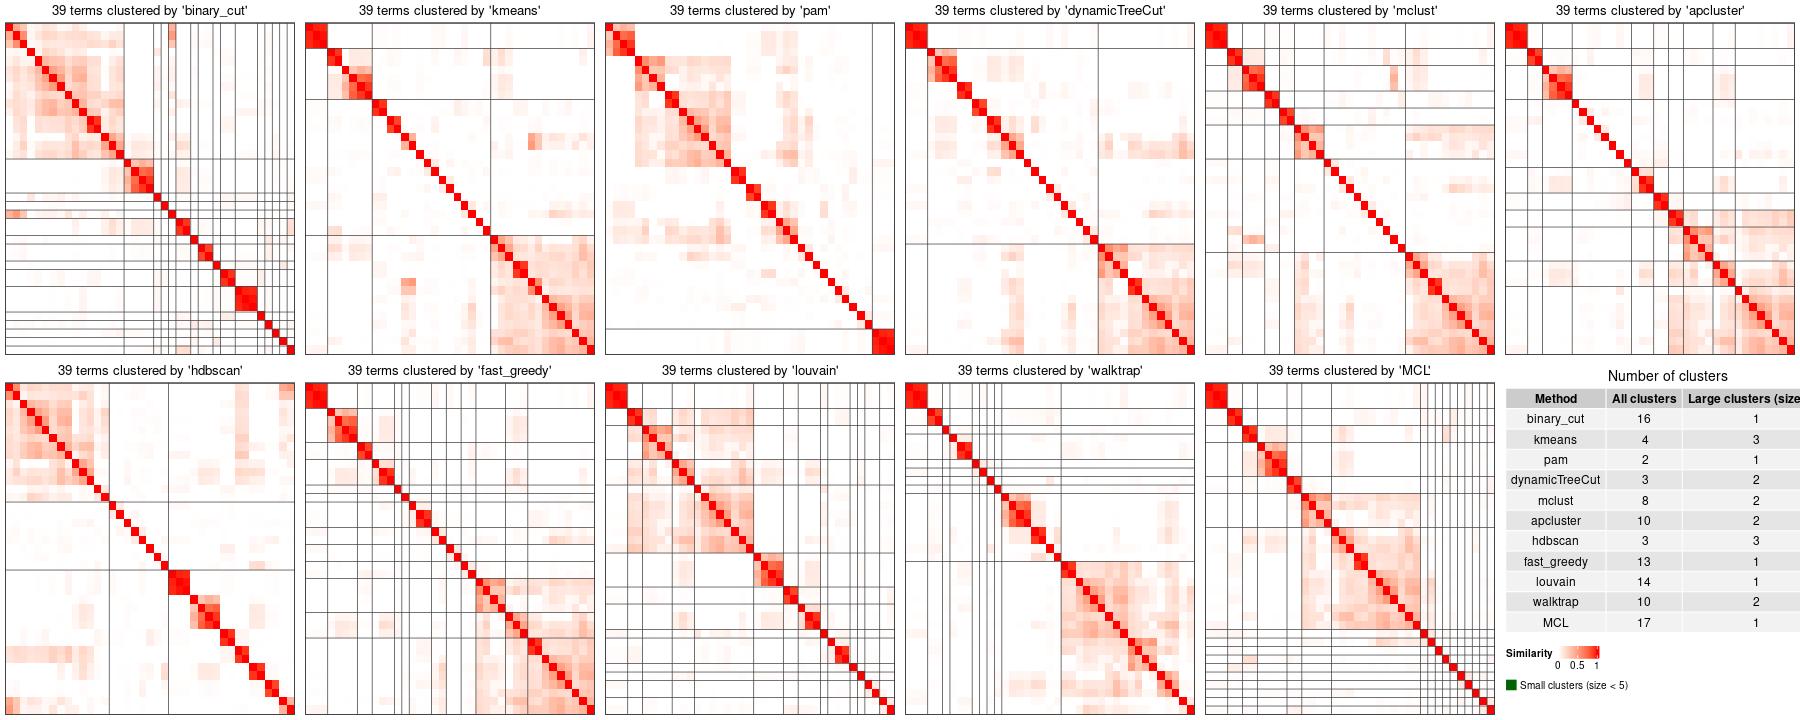 39 terms clustered by 'binary_cut'
39 terms clustered by 'kmeans'
39 terms clustered by 'pam'
39 terms clustered by 'dynamicTreeCut'
39 terms clustered by 'mclust'
39 terms clustered by 'apcluster'
39 terms clustered by 'hdbscan'
39 terms clustered by 'fast_greedy'
39 terms clustered by 'louvain'
39 terms clustered by 'walktrap'
39 terms clustered by 'MCL'
Number of clusters
Method All clusters Large clusters (size
binary_cut 16 1
kmeans 4 3
pam 2 1
dynamicTreeCut 3 2
mclust 8 2
apcluster 10 2
hdbscan 3 3
fast_greedy 13 1
louvain 14 1
walktrap 10 2
MCL 17 1
Similarity
0 0.5 1
Small clusters (size < 5)